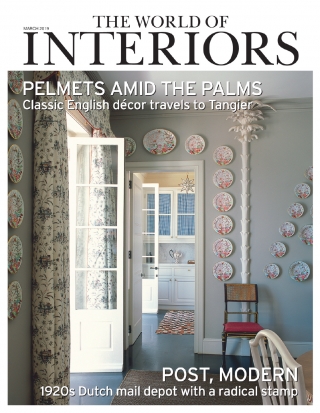 THE WORLD OF
MARCH 2019
INTERIORS
PELMETS AMID THE PALMS
Classic English décor travels to Tangier
POST, MODERN
1920s Dutch mail depot with a radical stamp